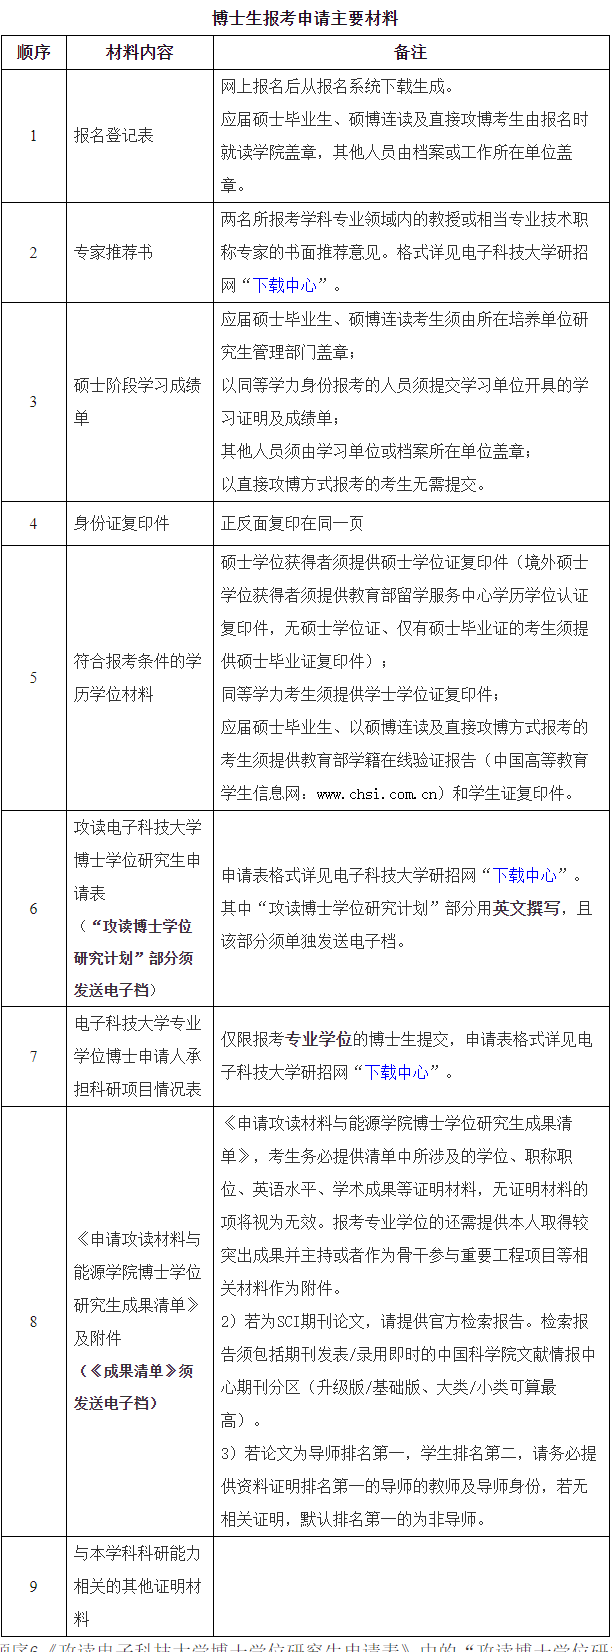 博士生报考申请主要材料
顺序
材料内容
备注
1
报名登记表
网上报名后从报名系统下载生成。
应届硕士毕业生、硕博连读及直接攻博考生由报名时
就读学院盖章，其他人员由档案或工作所在单位盖
章。
2
专家推荐书
两名所报考学科专业领域内的教授或相当专业技术职
称专家的书面推荐意见。格式详见电子科技大学研招
网“下载中心”。
3
硕士阶段学习成绩
单
应届硕士毕业生、硕博连读考生须由所在培养单位研
究生管理部门盖章；
以同等学力身份报考的人员须提交学习单位开具的学
习证明及成绩单；
其他人员须由学习单位或档案所在单位盖章；
以直接攻博方式报考的考生无需提交。
4
身份证复印件
正反面复印在同一页
5
符合报考条件的学
历学位材料
硕士学位获得者须提供硕士学位证复印件（境外硕士
学位获得者须提供教育部留学服务中心学历学位认证
复印件，无硕士学位证、仅有硕士毕业证的考生须提
供硕士毕业证复印件）；
同等学力考生须提供学士学位证复印件；
应届硕士毕业生、以硕博连读及直接攻博方式报考的
考生须提供教育部学籍在线验证报告（中国高等教育
学生信息网：www.chsi.com.cn）和学生证复印件。
6
攻读电子科技大学
博士学位研究生申
请表
（“攻读博士学位
研究计划”部分须
发送电子档）
申请表格式详见电子科技大学研招网“下载中心”。
其中“攻读博士学位研究计划”部分用英文撰写，且
该部分须单独发送电子档。
7
电子科技大学专业
学位博士申请人承
担科研项目情况表
仅限报考专业学位的博士生提交，申请表格式详见电
子科技大学研招网“下载中心”。
8
《申请攻读材料与
能源学院博士学位
研究生成果清单》
及附件
（《成果清单》须
发送电子档）
《申请攻读材料与能源学院博士学位研究生成果清
单》，考生务必提供清单中所涉及的学位、职称职
位、英语水平、学术成果等证明材料，无证明材料的
项将视为无效。报考专业学位的还需提供本人取得较
突出成果并主持或者作为骨干参与重要工程项目等相
关材料作为附件。
2）若为SCI期刊论文，请提供官方检索报告。检索报
告须包括期刊发表/录用即时的中国科学院文献情报中
心期刊分区（升级版/基础版、大类/小类可算最
高）。
3）若论文为导师排名第一，学生排名第二，请务必提
供资料证明排名第一的导师的教师及导师身份，若无
相关证明，默认排名第一的为非导师。
9
与本学科科研能力
相关的其他证明材
料
顺序6《攻读电子科技大学博士学位研究生申请表》中的“攻读博士学位研